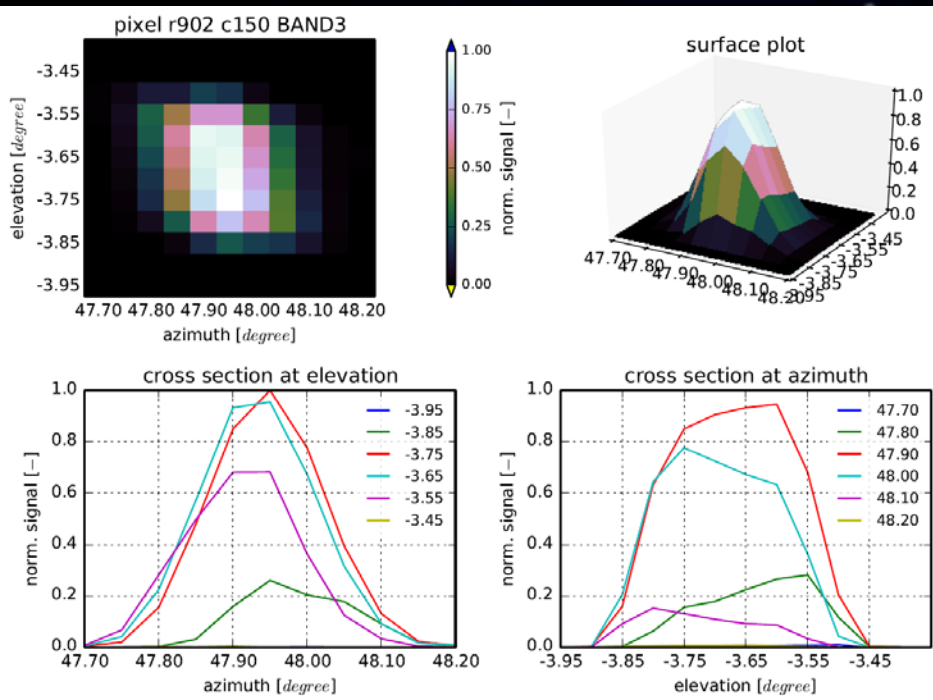 pixel r902 c150 BAND3
elevation [degree]
-3.45
-3.55
-3.65
-3.75
-3.85
-3.95
47.70 47.80 47.90 48.00 48.10 48.20
azimuth [degree]
1.00
0.75
0.50
0.25
0.00
norm. signal [−]
surface plot
1.0
0.8
0.6
0.4
0.2
0.0
47.70 47.80 47.90 48.00 48.10 48.20
-3.95 -3.85 -3.75 -3.65 -3.55 -3.45
cross section at elevation
norm. signal [−]
1.0
0.8
0.6
0.4
0.2
0.0
-3.95
-3.85
-3.75
-3.65
-3.55
-3.45
47.70 47.80 47.90 48.00 48.10 48.20
azimuth [degree]
cross section at azimuth
norm. signal [−]
1.0
0.8
0.6
0.4
0.2
0.0
47.70
47.80
47.90
48.00
48.10
48.20
-3.95 -3.85 -3.75 -3.65 -3.55 -3.45
elevation [degree]